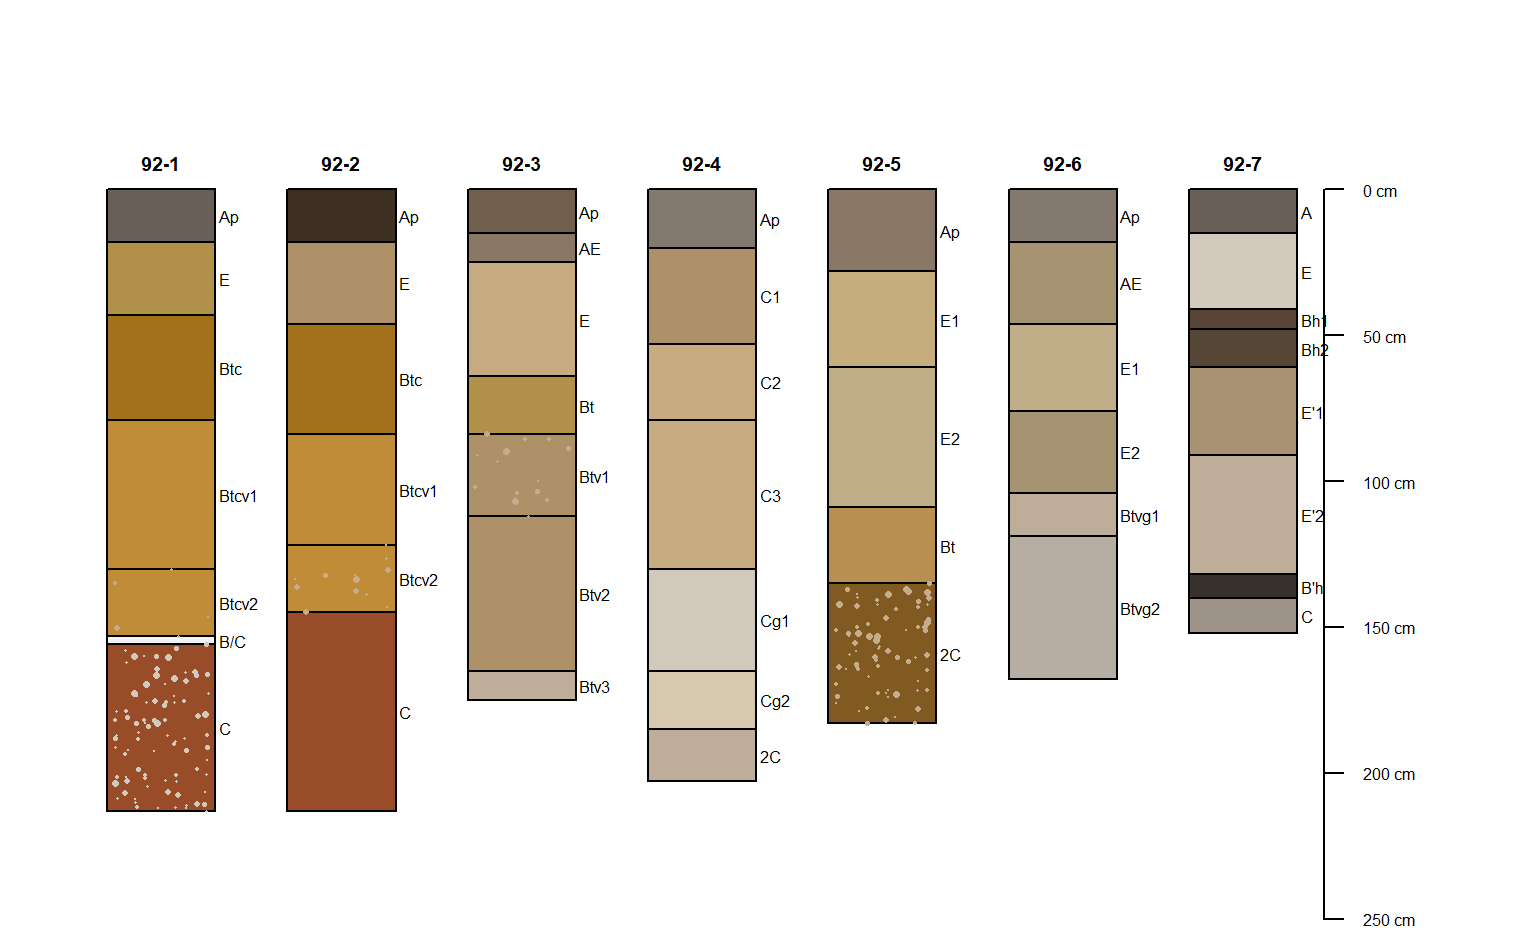 92-1 92-2 92-3 92-4 92-5 92-6 92-7
Ap
E
Btc
Btcv1
Btcv2
B/C
C
Ap
E
Btc
Btcv1
Btcv2
C
Ap
AE
E
Bt
Btv1
Btv2
Btv3
Ap
C1
C2
C3
Cg1
Cg2
2C
Ap
E1
E2
Bt
2C
Ap
AE
E1
E2
Btvg1
Btvg2
A
E
Bh1
Bh2
E'1
E'2
B'h
C
0 cm
50 cm
100 cm
150 cm
200 cm
250 cm